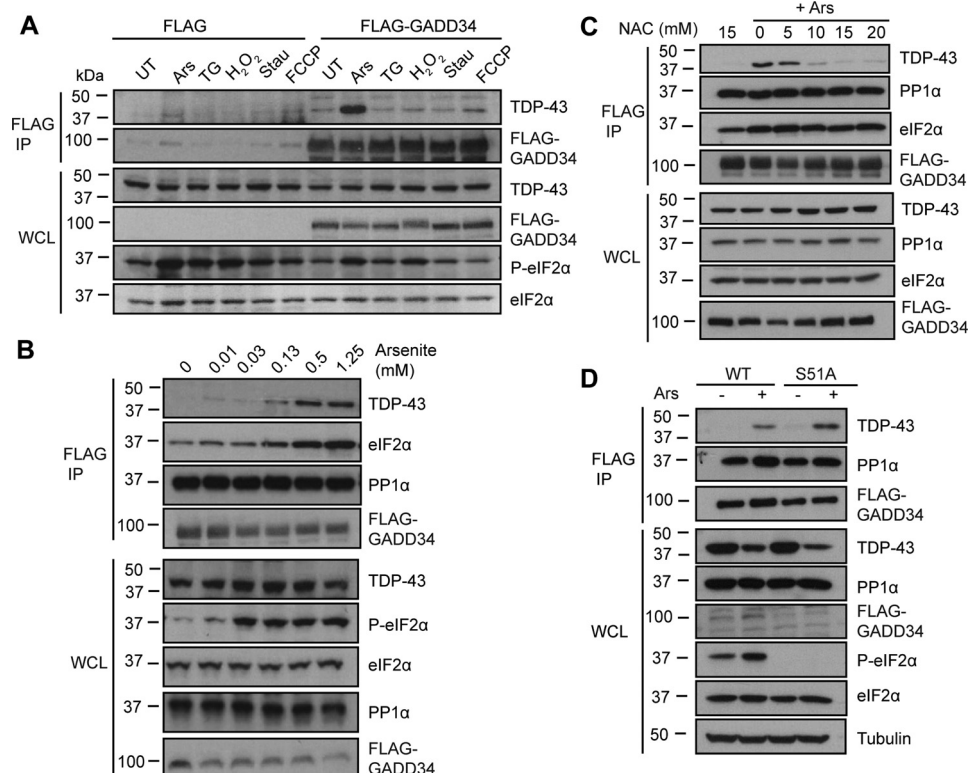 A
FLAG FLAG-GADD34
kDa UT Ars TG H2O2 Stau FCCP UT Ars TG H2O2 Stau FCCP
FLAG IP
50
37
TDP-43
100
FLAG-
GADD34
WCL
50
37
TDP-43
100
FLAG-
GADD34
37
P-eIF2α
37
eIF2α
B
0 0.01 0.03 0.13 0.5 1.25 Arsenite
(mM)
FLAG
IP
50
37
TDP-43
37
eIF2α
37
PP1α
100
FLAG-
GADD34
WCL
50
37
TDP-43
37
P-eIF2α
37
eIF2α
37
PP1α
100
FLAG-
GADD34
C
+ Ars
NAC (mM) 15 0 5 10 15 20
FLAG
IP
50
37
TDP-43
37
PP1α
37
eIF2α
100
FLAG-
GADD34
WCL
50
37
TDP-43
37
PP1α
37
eIF2α
100
FLAG-
GADD34
D
WT S51A
Ars - + - +
FLAG
IP
50
37
TDP-43
37
PP1α
100
FLAG-
GADD34
WCL
50
37
TDP-43
37
PP1α
100
FLAG-
GADD34
37
P-eIF2α
37
eIF2α
50
Tubulin